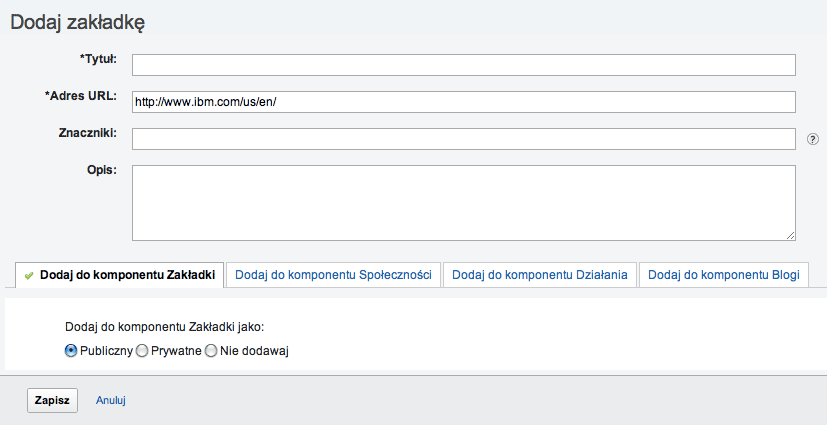 Dodaj zakładkę
*Tytuł:
*Adres URL: http://www.ibm.com/us/en/
Znaczniki: ?
Opis:
Dodaj do komponentu Zakładki Dodaj do komponentu Społeczności Dodaj do komponentu Działania Dodaj do komponentu Blogi
Dodaj do komponentu Zakładki jako:
Publiczny Prywatne Nie dodawaj
Zapisz Anuluj